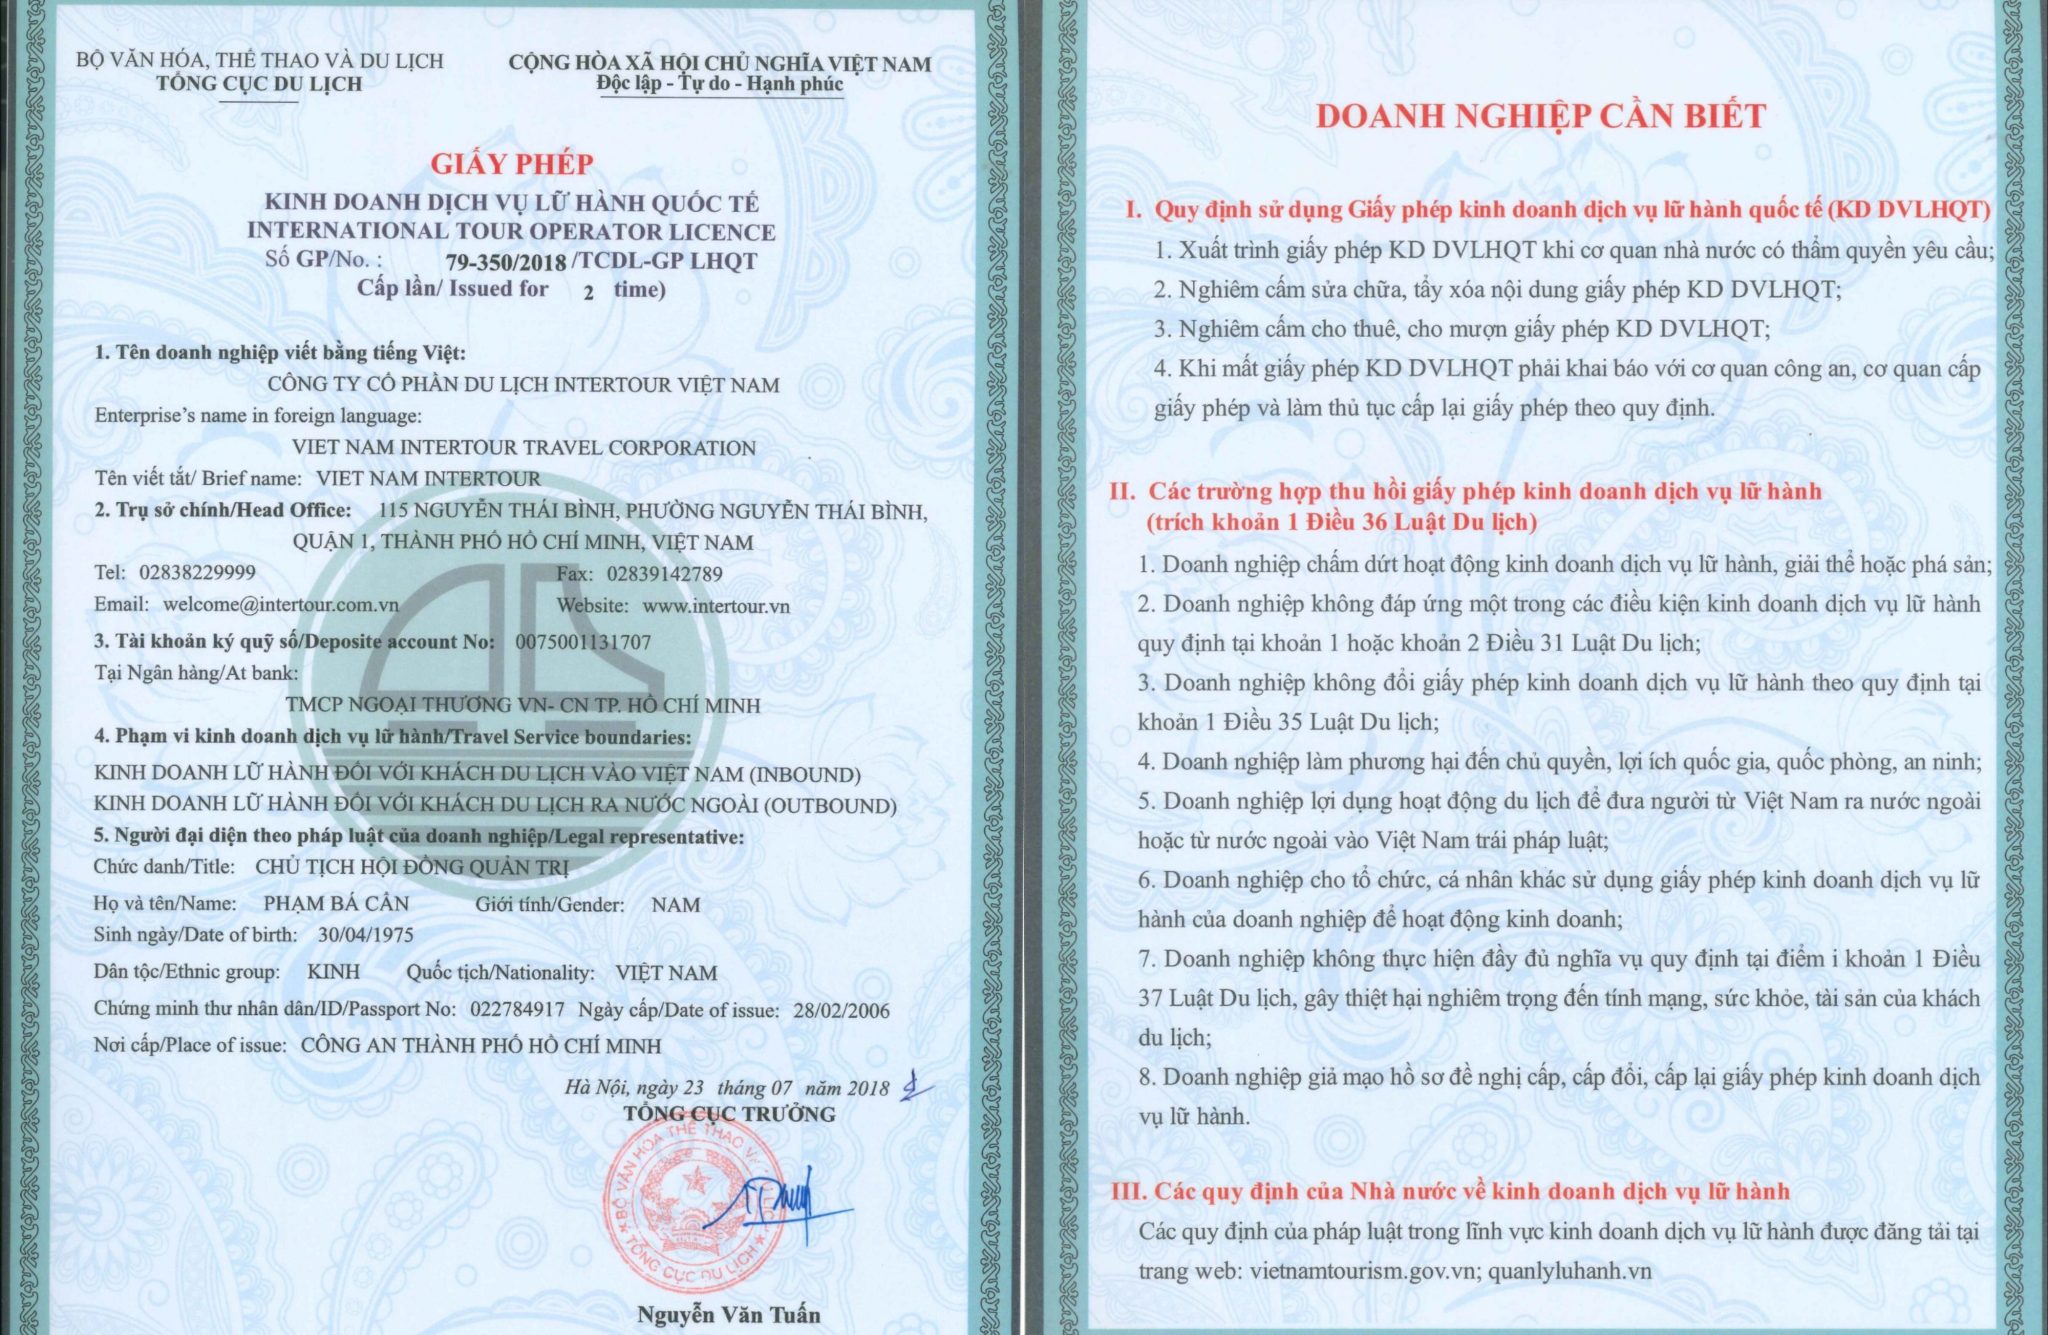 BỘ VĂN HÓA, THỂ THAO VÀ DU LỊCH
TỔNG CỤC DU LỊCH
CỘNG HÒA XÃ HỘI CHỦ NGHĨA VIỆT NAM
Độc lập - Tự do - Hạnh phúc
GIẤY PHÉP
KINH DOANH DỊCH VỤ LỮ HÀNH QUỐC TẾ
INTERNATIONAL TOUR OPERATOR LICENCE
Số GP/No. : 79-350/2018 /TCDL-GP LHQT
Cấp lần/ Issued for 2 time)
1. Tên doanh nghiệp viết bằng tiếng Việt:
CÔNG TY CỔ PHẦN DU LỊCH INTERTOUR VIỆT NAM
Enterprise's name in foreign language:
VIET NAM INTERTOUR TRAVEL CORPORATION
Tên viết tắt/ Brief name: VIET NAM INTERTOUR
2. Trụ sở chính/Head Office: 115 NGUYỄN THÁI BÌNH, PHƯỜNG NGUYỄN THÁI BÌNH,
QUẬN 1, THÀNH PHỐ HỒ CHÍ MINH, VIỆT NAM
Tel: 02838229999 Fax: 02839142789
Email: welcome@intertour.com.vn Website: www.intertour.vn
3. Tài khoản ký quỹ số/Deposite account No: 0075001131707
Tại Ngân hàng/At bank:
TMCP NGOẠI THƯƠNG VN- CN TP. HỒ CHÍ MINH
4. Phạm vi kinh doanh dịch vụ lữ hành/Travel Service boundaries:
KINH DOANH LỮ HÀNH ĐỐI VỚI KHÁCH DU LỊCH VÀO VIỆT NAM (INBOUND)
KINH DOANH LỮ HÀNH ĐỐI VỚI KHÁCH DU LỊCH RA NƯỚC NGOÀI (OUTBOUND)
5. Người đại diện theo pháp luật của doanh nghiệp/Legal representative:
Chức danh/Title: CHỦ TỊCH HỘI ĐỒNG QUẢN TRỊ
Họ và tên/Name: PHẠM BÁ CẦN Giới tính/Gender: NAM
Sinh ngày/Date of birth: 30/04/1975
Dân tộc/Ethnic group: KINH Quốc tịch/Nationality: VIỆT NAM
Chứng minh thư nhân dân/ID/Passport No: 022784917 Ngày cấp/Date of issue: 28/02/2006
Nơi cấp/Place of issue: CÔNG AN THÀNH PHỐ HỒ CHÍ MINH
Hà Nội, ngày 23 tháng 07 năm 2018
TỔNG CỤC TRƯỞNG
BỘ VĂN HÓA THỂ THAO V
TỔNG CỤC DU LỊCH
Nguyễn Văn Tuấn
DOANH NGHIỆP CẦN BIẾT
I. Quy định sử dụng Giấy phép kinh doanh dịch vụ lữ hành quốc tế (KD DVLHQT)
1. Xuất trình giấy phép KD DVLHQT khi cơ quan nhà nước có thẩm quyền yêu cầu;
2. Nghiêm cấm sửa chữa, tẩy xóa nội dung giấy phép KD DVLHQT;
3. Nghiêm cấm cho thuê, cho mượn giấy phép KD DVLHQT;
4. Khi mất giấy phép KD DVLHQT phải khai báo với cơ quan công an, cơ quan cấp
giấy phép và làm thủ tục cấp lại giấy phép theo quy định.
II. Các trường hợp thu hồi giấy phép kinh doanh dịch vụ lữ hành
(trích khoản 1 Điều 36 Luật Du lịch)
1. Doanh nghiệp chấm dứt hoạt động kinh doanh dịch vụ lữ hành, giải thể hoặc phá sản;
2. Doanh nghiệp không đáp ứng một trong các điều kiện kinh doanh dịch vụ lữ hành
quy định tại khoản 1 hoặc khoản 2 Điều 31 Luật Du lịch;
3. Doanh nghiệp không đổi giấy phép kinh doanh dịch vụ lữ hành theo quy định tại
khoản 1 Điều 35 Luật Du lịch;
4. Doanh nghiệp làm phương hại đến chủ quyền, lợi ích quốc gia, quốc phòng, an ninh;
5. Doanh nghiệp lợi dụng hoạt động du lịch để đưa người từ Việt Nam ra nước ngoài
hoặc từ nước ngoài vào Việt Nam trái pháp luật;
6. Doanh nghiệp cho tổ chức, cá nhân khác sử dụng giấy phép kinh doanh dịch vụ lữ
hành của doanh nghiệp để hoạt động kinh doanh;
7. Doanh nghiệp không thực hiện đầy đủ nghĩa vụ quy định tại điểm i khoản 1 Điều
37 Luật Du lịch, gây thiệt hại nghiêm trọng đến tính mạng, sức khỏe, tài sản của khách
du lịch;
8. Doanh nghiệp giả mạo hồ sơ đề nghị cấp, cấp đổi, cấp lại giấy phép kinh doanh dịch
vụ lữ hành.
III. Các quy định của Nhà nước về kinh doanh dịch vụ lữ hành
Các quy định của pháp luật trong lĩnh vực kinh doanh dịch vụ lữ hành được đăng tải tại
trang web: vietnamtourism.gov.vn; quanlyluhanh.vn